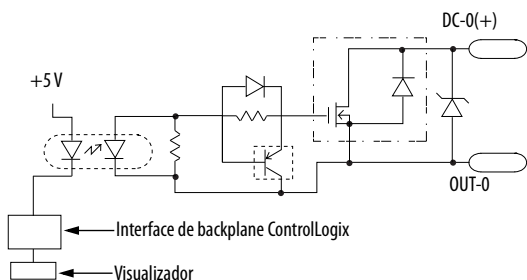 DC-0(+)
+5 V
OUT-0
Interface de backplane ControlLogix
Visualizador